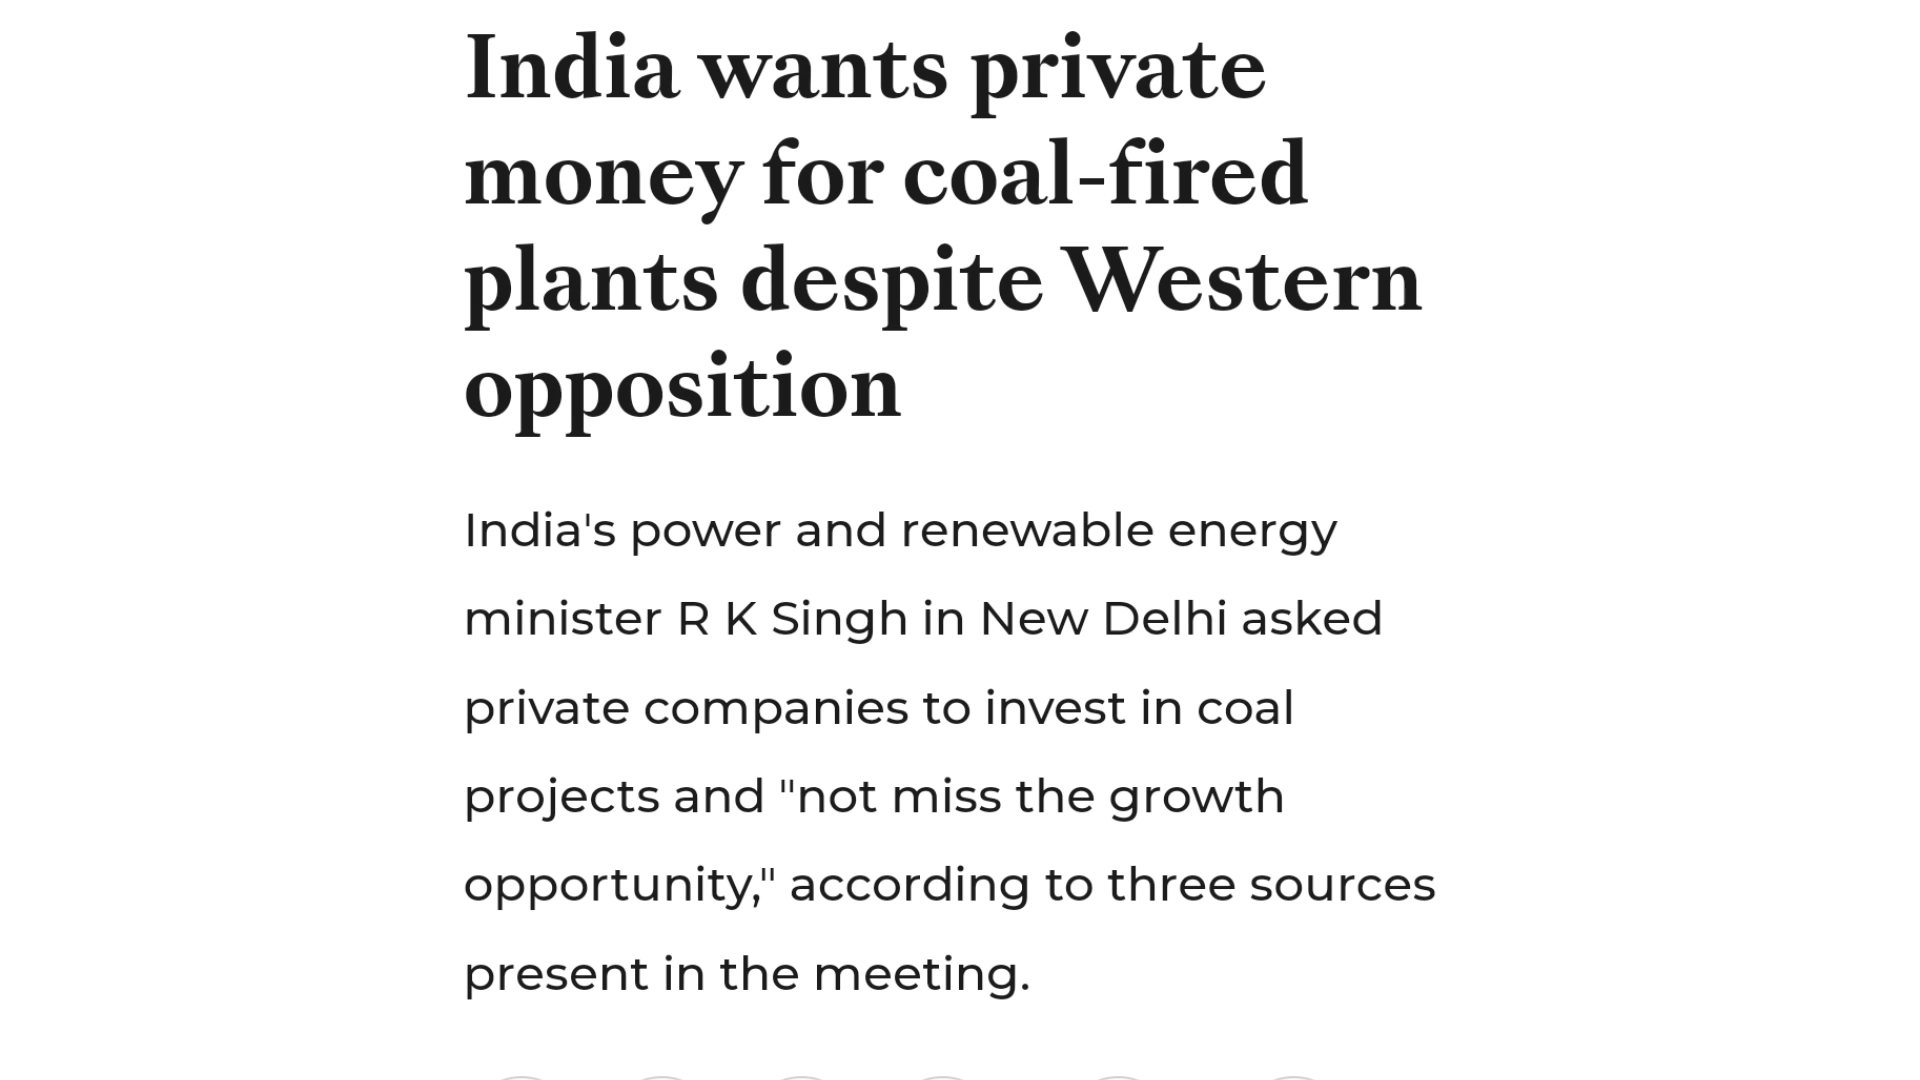 India wants private
money for coal-fired
plants despite Western
opposition
India's power and renewable energy
minister R K Singh in New Delhi asked
private companies to invest in coal
projects and "not miss the growth
opportunity," according to three sources
present in the meeting.